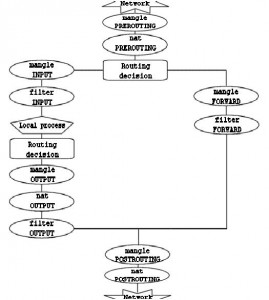 Network
mangle
PREROUTING
nat
PREROUTING
Routing
decision
mangle
INPUT
filter
INPUT
Local process
Routing
decision
mangle
OUTPUT
nat
OUTPUT
filter
OUTPUT
mangle
FORWARD
filter
FORWARD
mangle
POSTROUTING
nat
POSTROUTING
Network